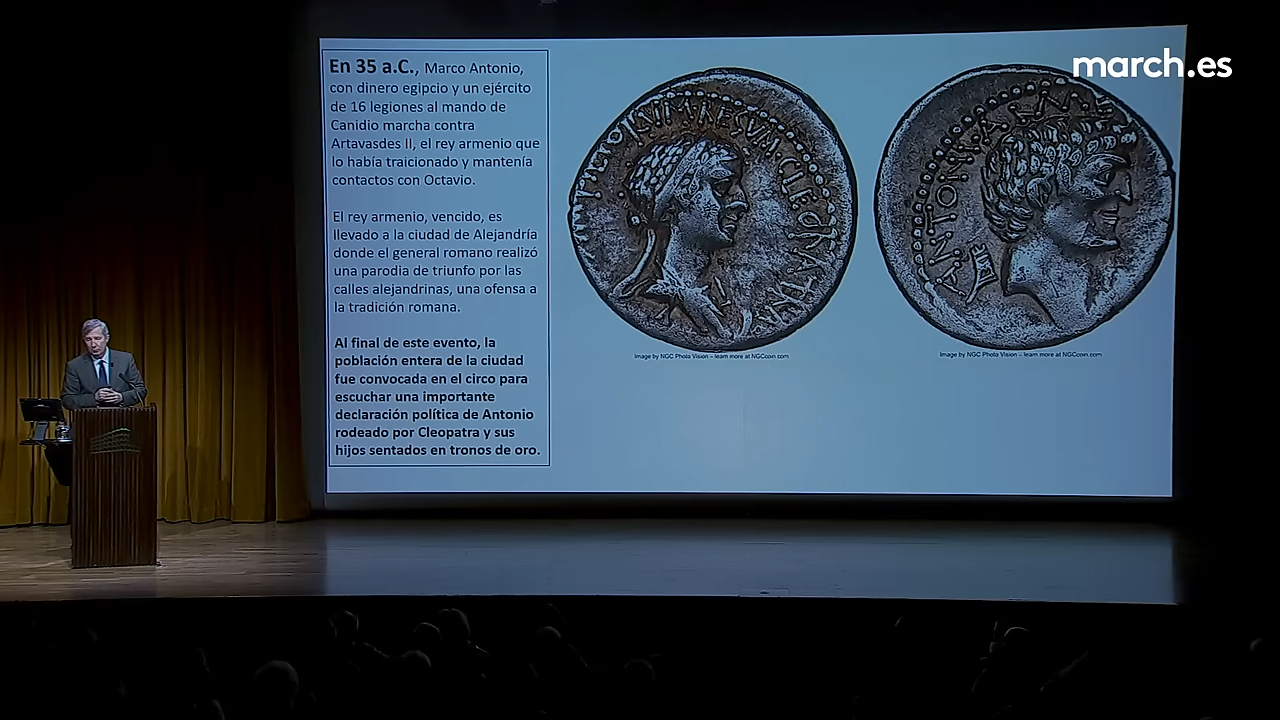 march.es
En 35 a.C., Marco Antonio,
con dinero egipcio y un ejército
de 16 legiones al mando de
Canidio marcha contra
Artavasdes II, el rey armenio que
lo había traicionado y mantenía
contactos con Octavio.
El rey armenio, vencido, es
llevado a la ciudad de Alejandría
donde el general romano realizó
una parodia de triunfo por las
calles alejandrinas, una ofensa a
la tradición romana.
Al final de este evento, la
población entera de la ciudad
fue convocada en el circo para
escuchar una importante
declaración política de Antonio
rodeado por Cleopatra y sus
hijos sentados en tronos de oro.
Image by NGC Photo Vision – learn more at NGCcoin.com
Image by NGC Photo Vision – learn more at NGCcoin.com